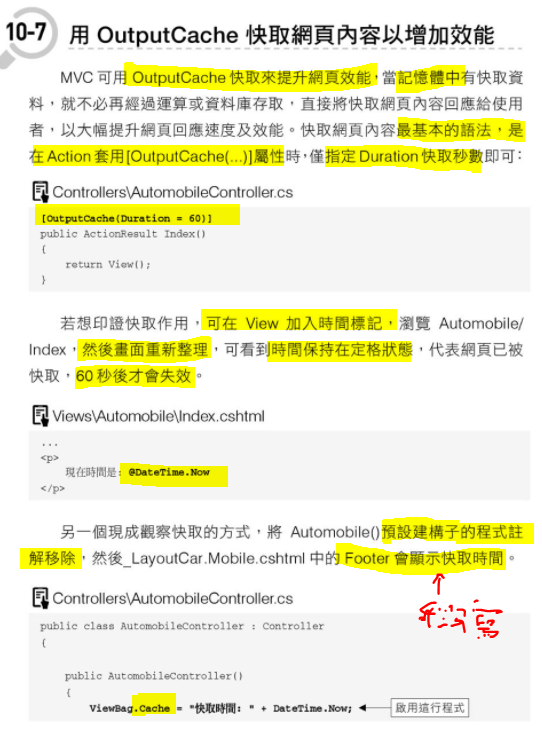 10-7 用 OutputCache 快取網頁內容以增加效能
MVC 可用 OutputCache 快取來提升網頁效能，當記憶體中有快取資
料，就不必再經過運算或資料庫存取，直接將快取網頁內容回應給使用
者，以大幅提升網頁回應速度及效能。快取網頁內容最基本的語法，是
在 Action 套用[OutputCache(...)]屬性時，僅指定 Duration 快取秒數即可：
Controllers\AutomobileController.cs
[OutputCache(Duration = 60)]
public ActionResult Index()
{
return View();
}
若想印證快取作用，可在 View 加入時間標記，瀏覽 Automobile/
Index，然後畫面重新整理，可看到時間保持在定格狀態，代表網頁已被
快取，60 秒後才會失效。
Views\Automobile\Index.cshtml
...
<p>
現在時間是: @DateTime.Now
</p>
另一個現成觀察快取的方式，將 Automobile()預設建構子的程式註
解移除，然後_LayoutCar.Mobile.cshtml 中的 Footer 會顯示快取時間。
Controllers\AutomobileController.cs
public class AutomobileController : Controller
{
public AutomobileController()
{
ViewBag.Cache = "快取時間: " + DateTime.Now; 啟用這行程式